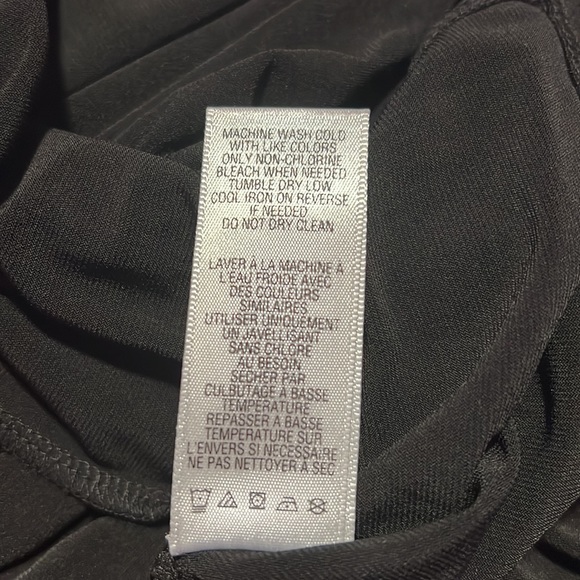 MACHINE WASH COLD
WITH LIKE COLORS
ONLY NON-CHLORINE
BLEACH WHEN NEEDED
TUMBLE DRY LOW
COOL IRON ON REVERSE
IF NEEDED
DO NOT DRY CLEAN
LAVER À LA MACHINE À
L'EAU FROIDE AVEC
DES COULEURS
SIMILAIRES
UTILISER UNIQUEMENT
UN JAVELLISANT
SANS CHLORE
AU BESOIN
SECHER PAR
CULBUTAGE À BASSE
TEMPERATURE
REPASSER A BASSE
TEMPERATURE SUR
L'ENVERS SI NECESSAIRE
NE PAS NETTOYER À SEC